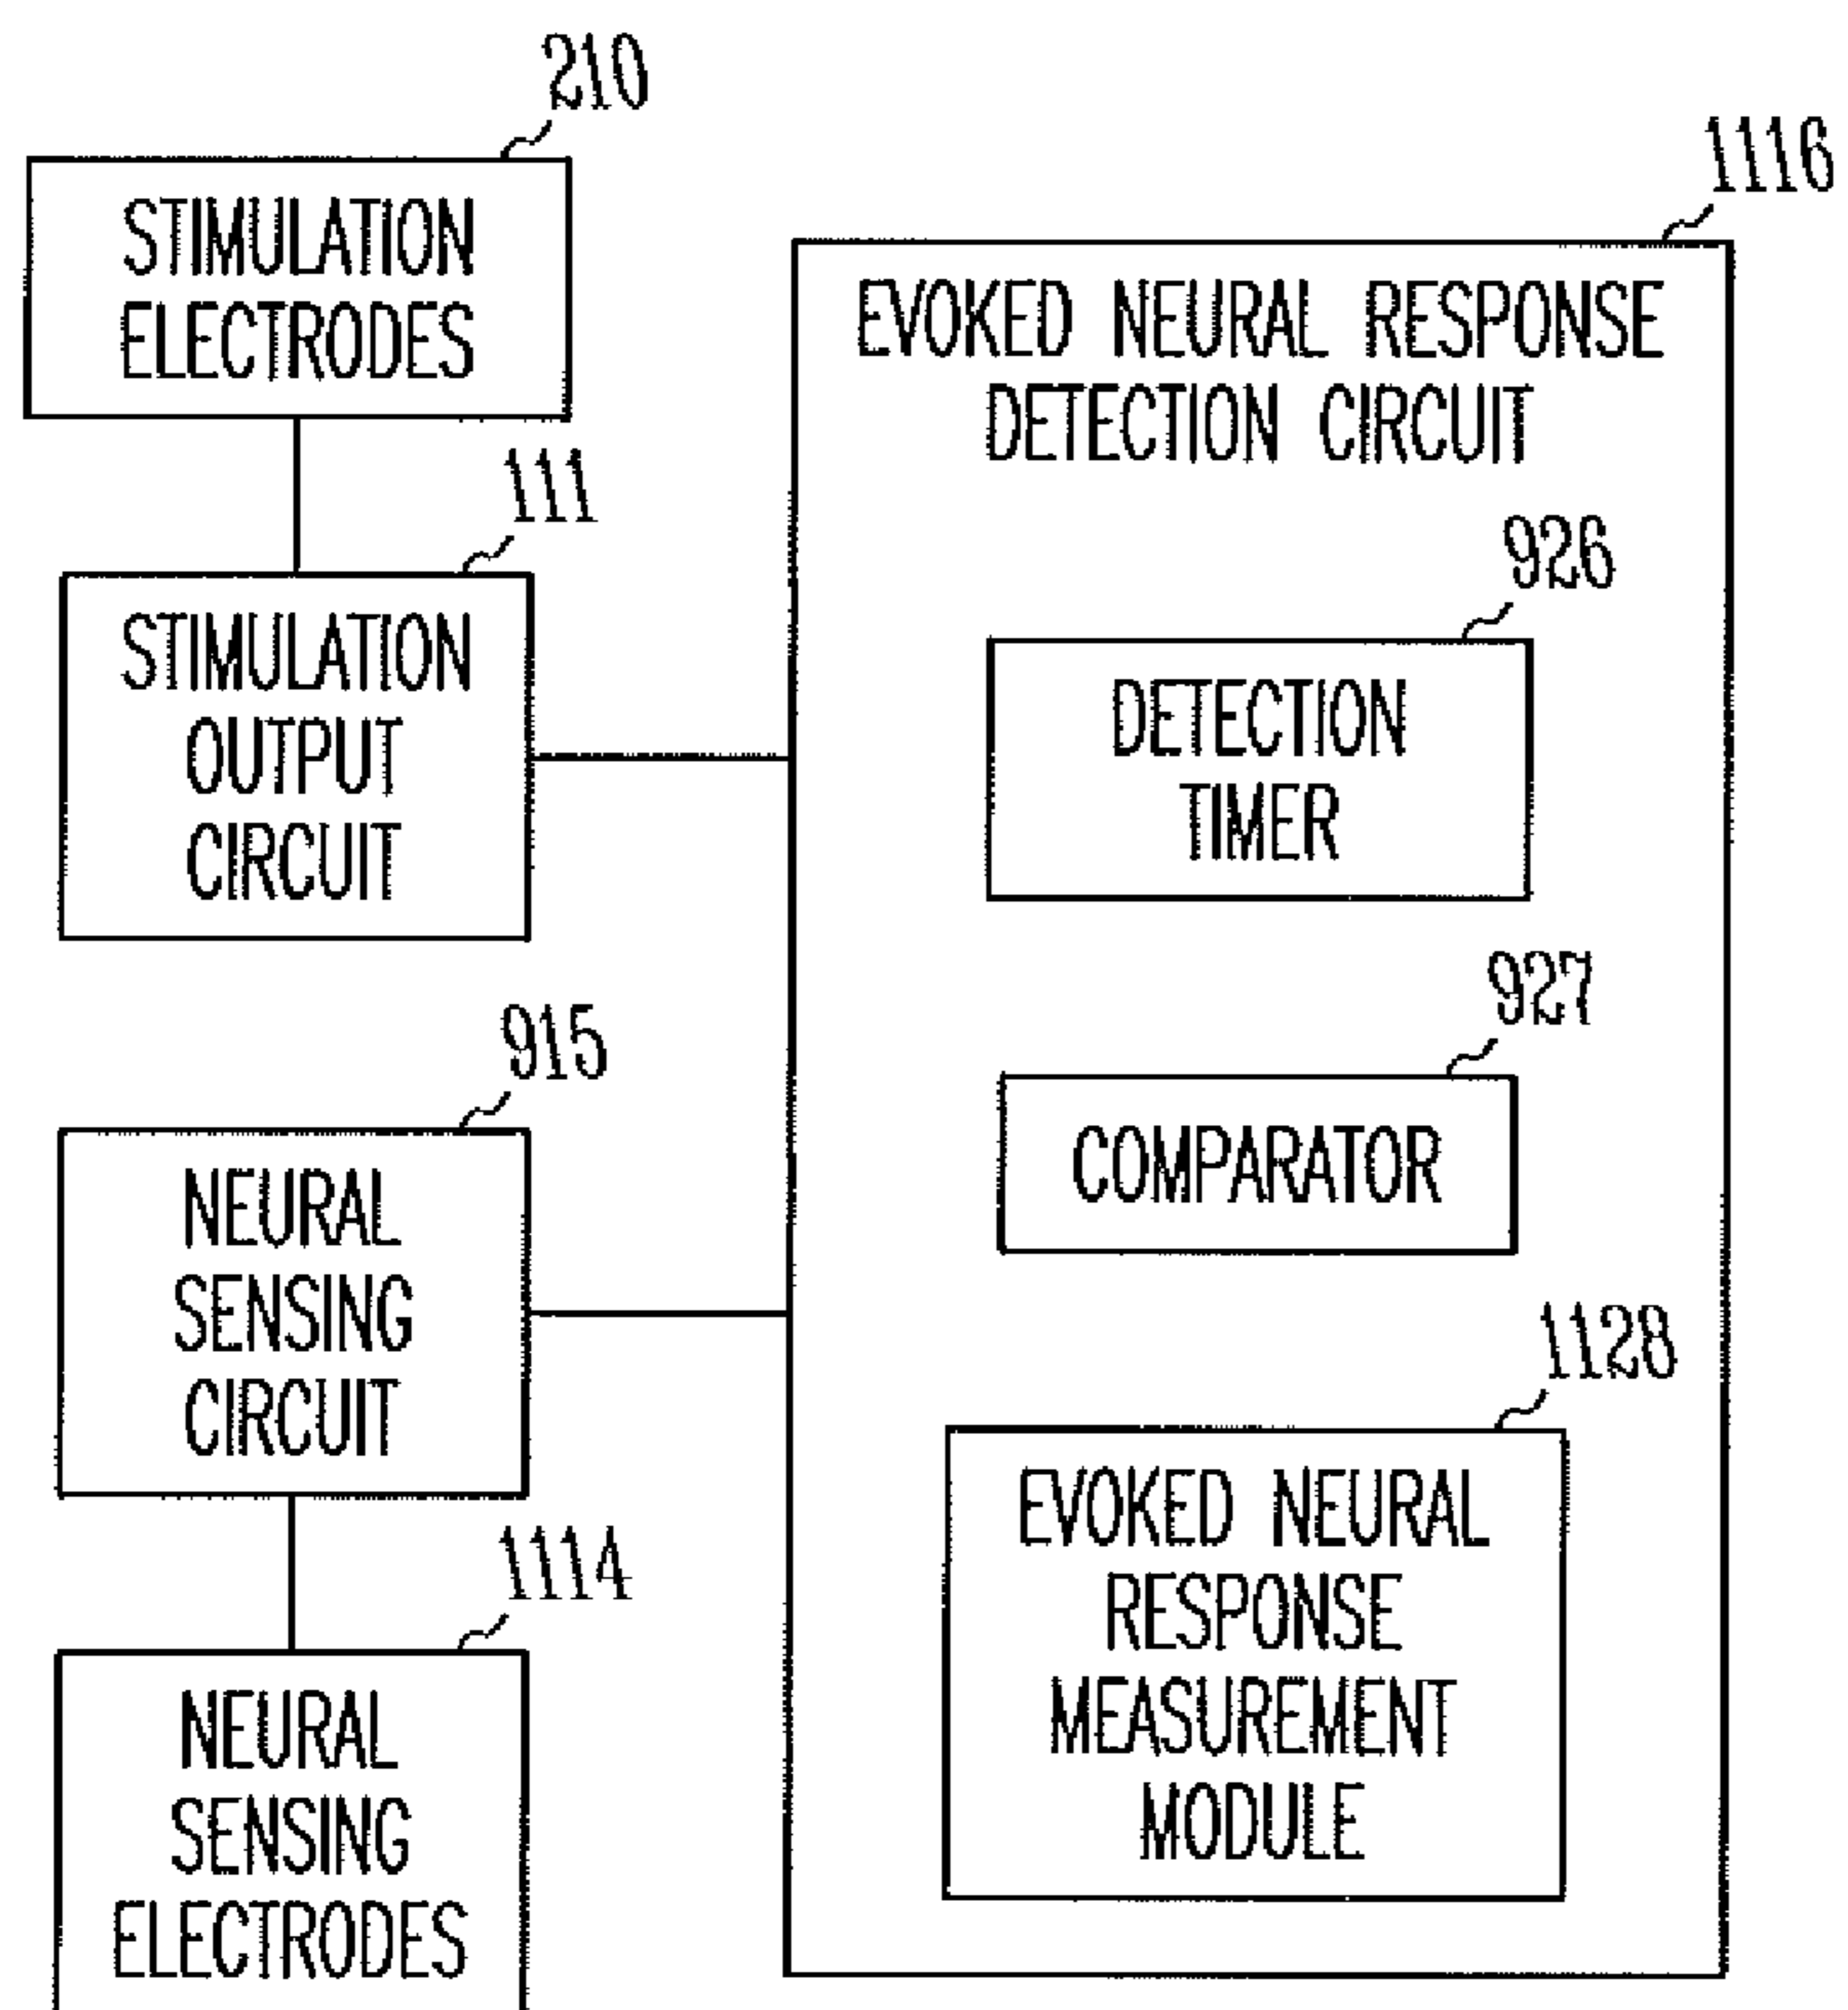 210
STIMULATION
ELECTRODES
111
STIMULATION
OUTPUT
CIRCUIT
915
NEURAL
SENSING
CIRCUIT
1114
NEURAL
SENSING
ELECTRODES
1116
EVOKED NEURAL RESPONSE
DETECTION CIRCUIT
926
DETECTION
TIMER
927
COMPARATOR
1128
EVOKED NEURAL
RESPONSE
MEASUREMENT
MODULE